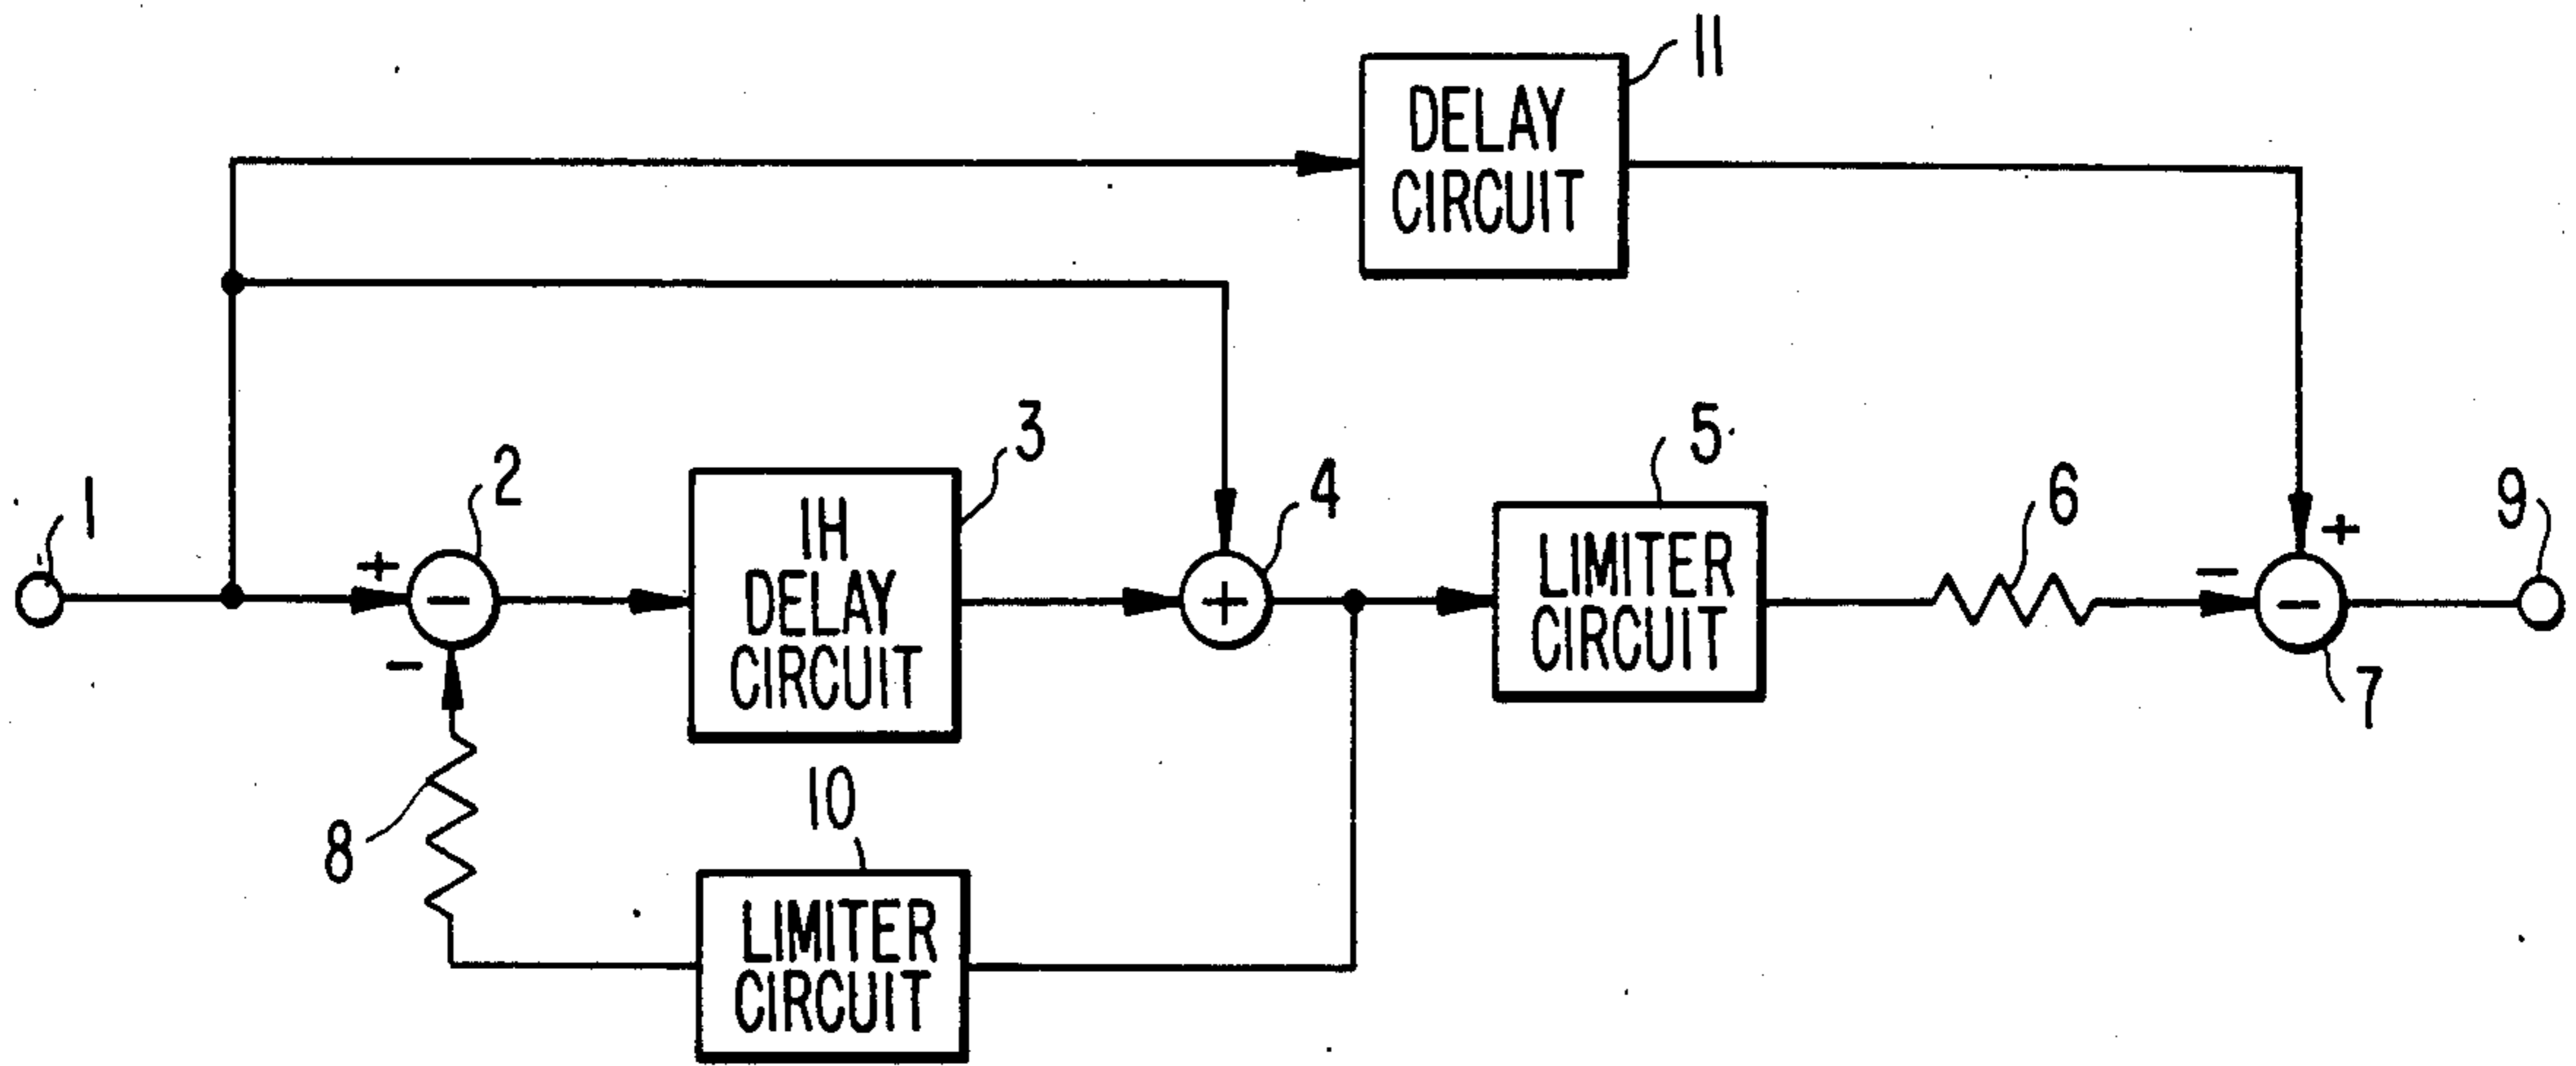 11
DELAY
CIRCUIT
1
+
-
2
-
1H
DELAY
CIRCUIT
3
4
+
5
LIMITER
CIRCUIT
6
+
-
-
7
9
8
10
LIMITER
CIRCUIT